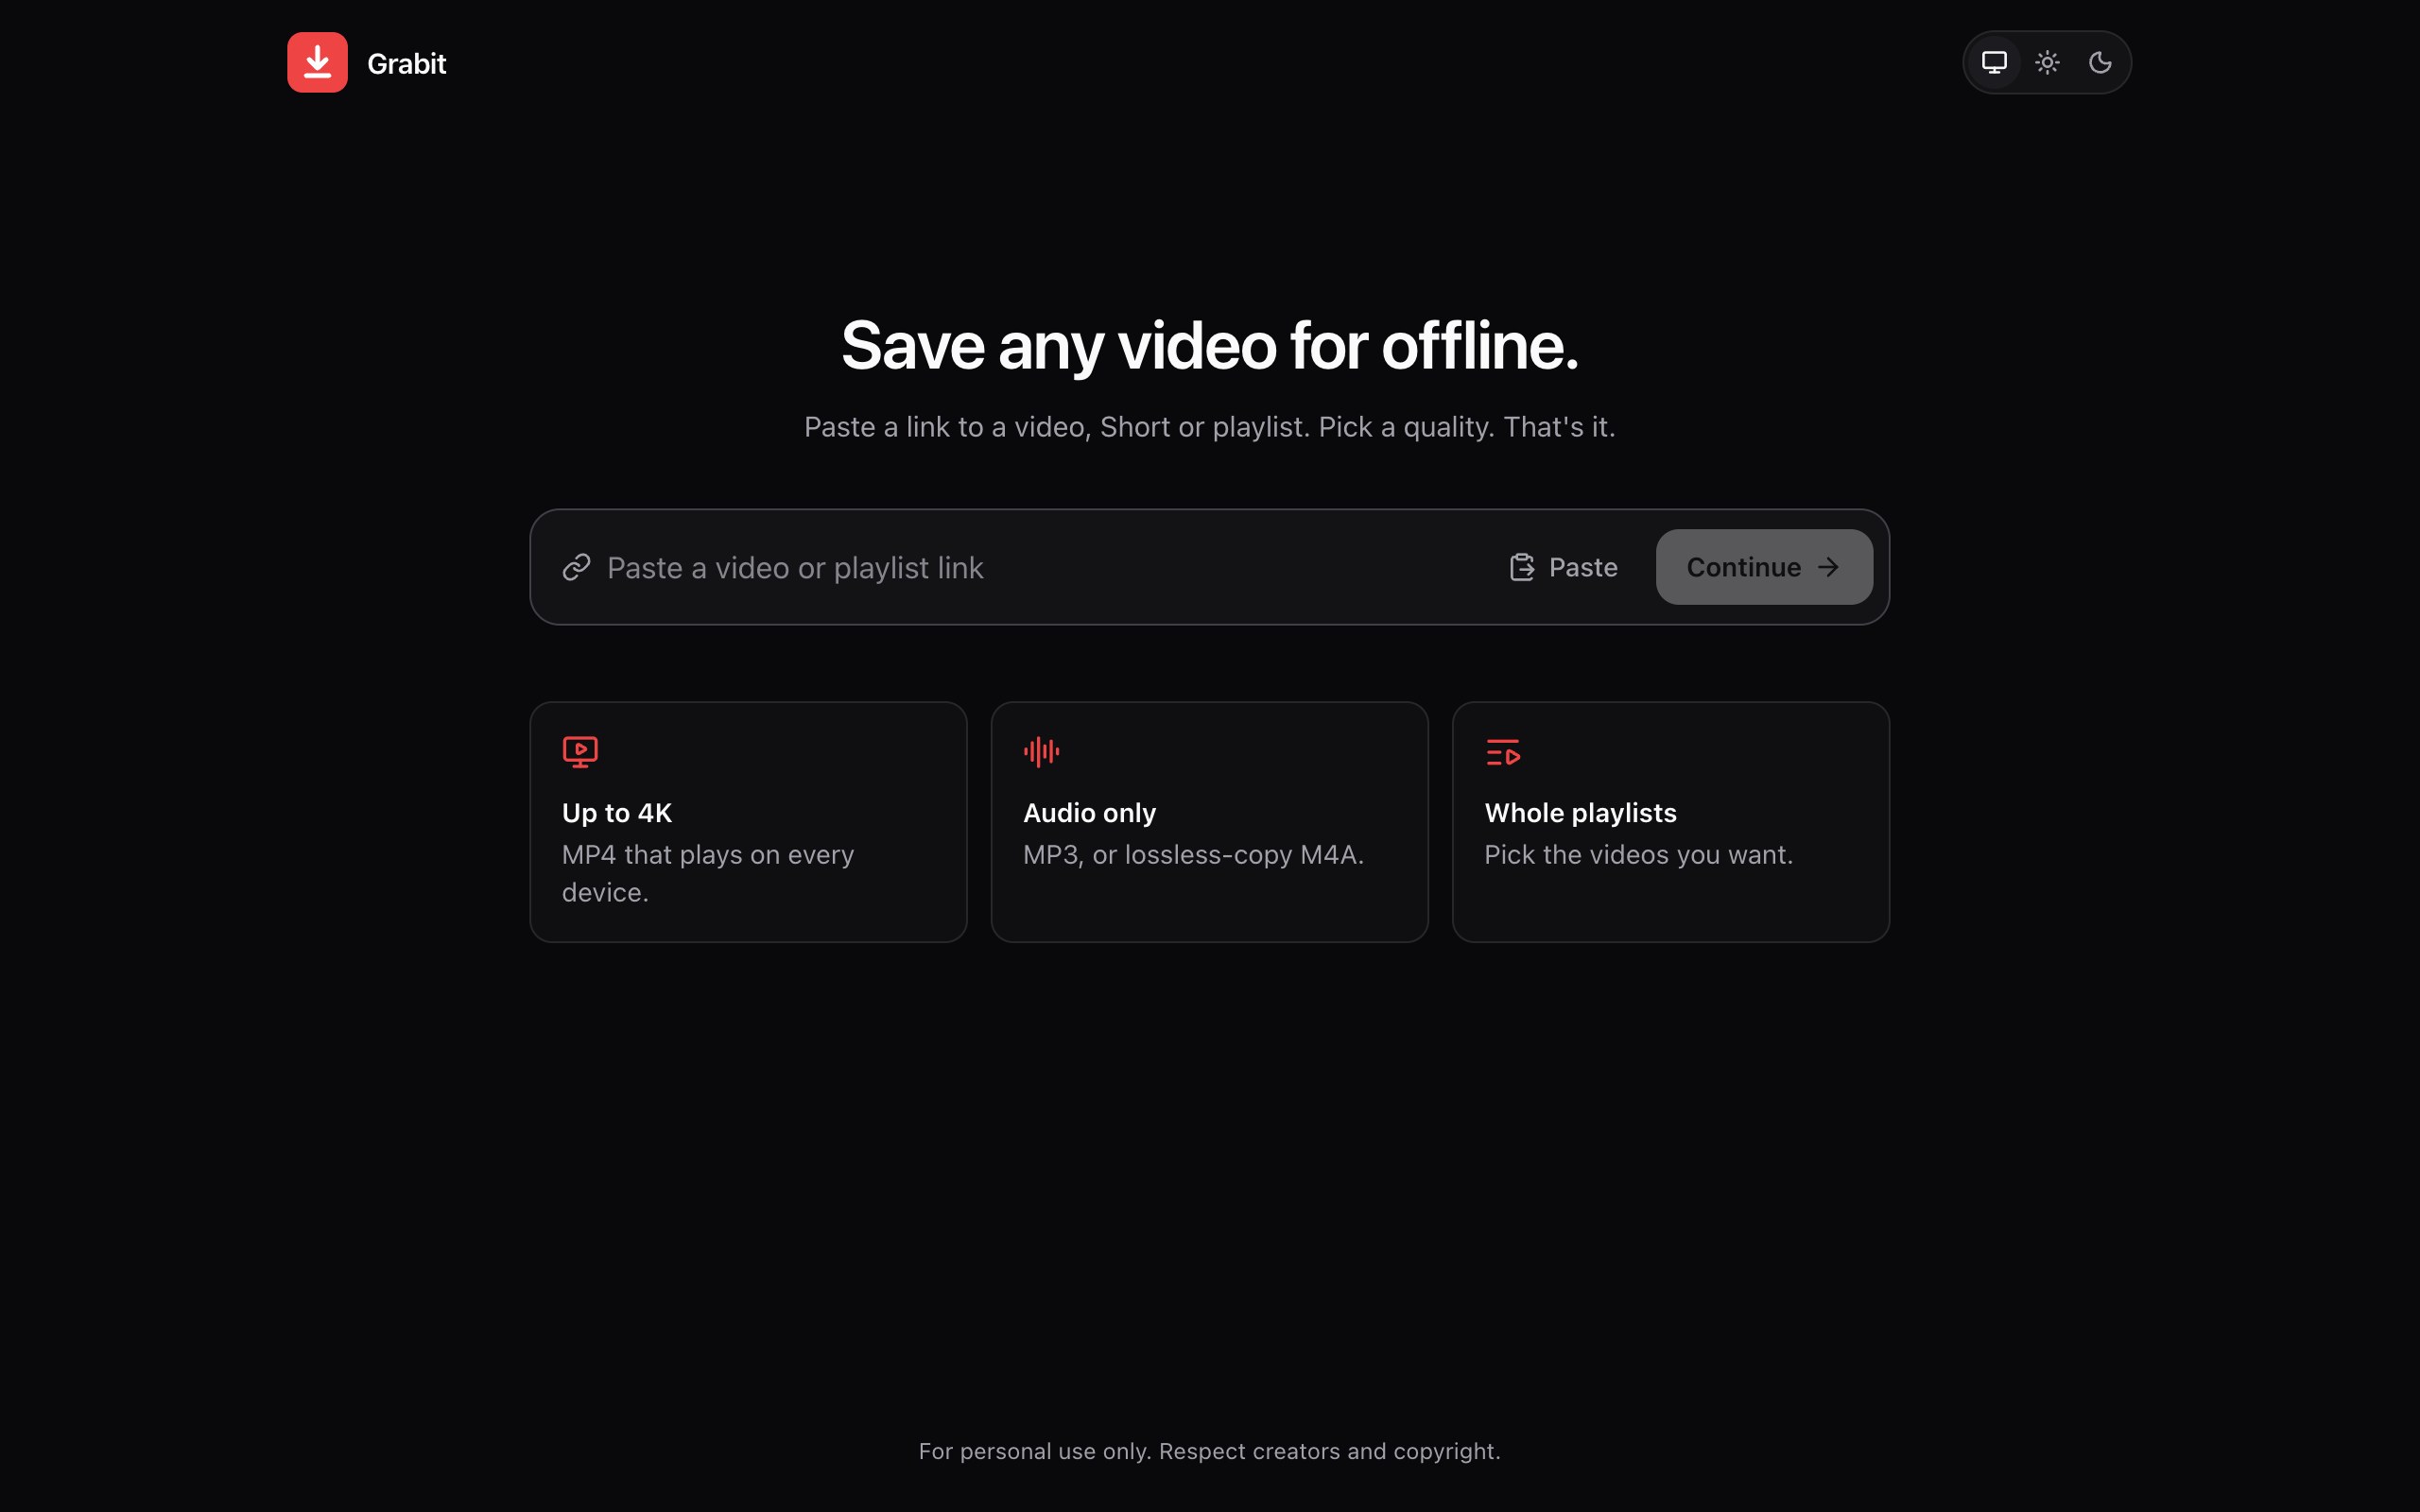 Grabit
Save any video for offline.
Paste a link to a video, Short or playlist. Pick a quality. That's it.
Paste a video or playlist link
Paste
Continue
Up to 4K
MP4 that plays on every
device.
Audio only
MP3, or lossless-copy M4A.
Whole playlists
Pick the videos you want.
For personal use only. Respect creators and copyright.